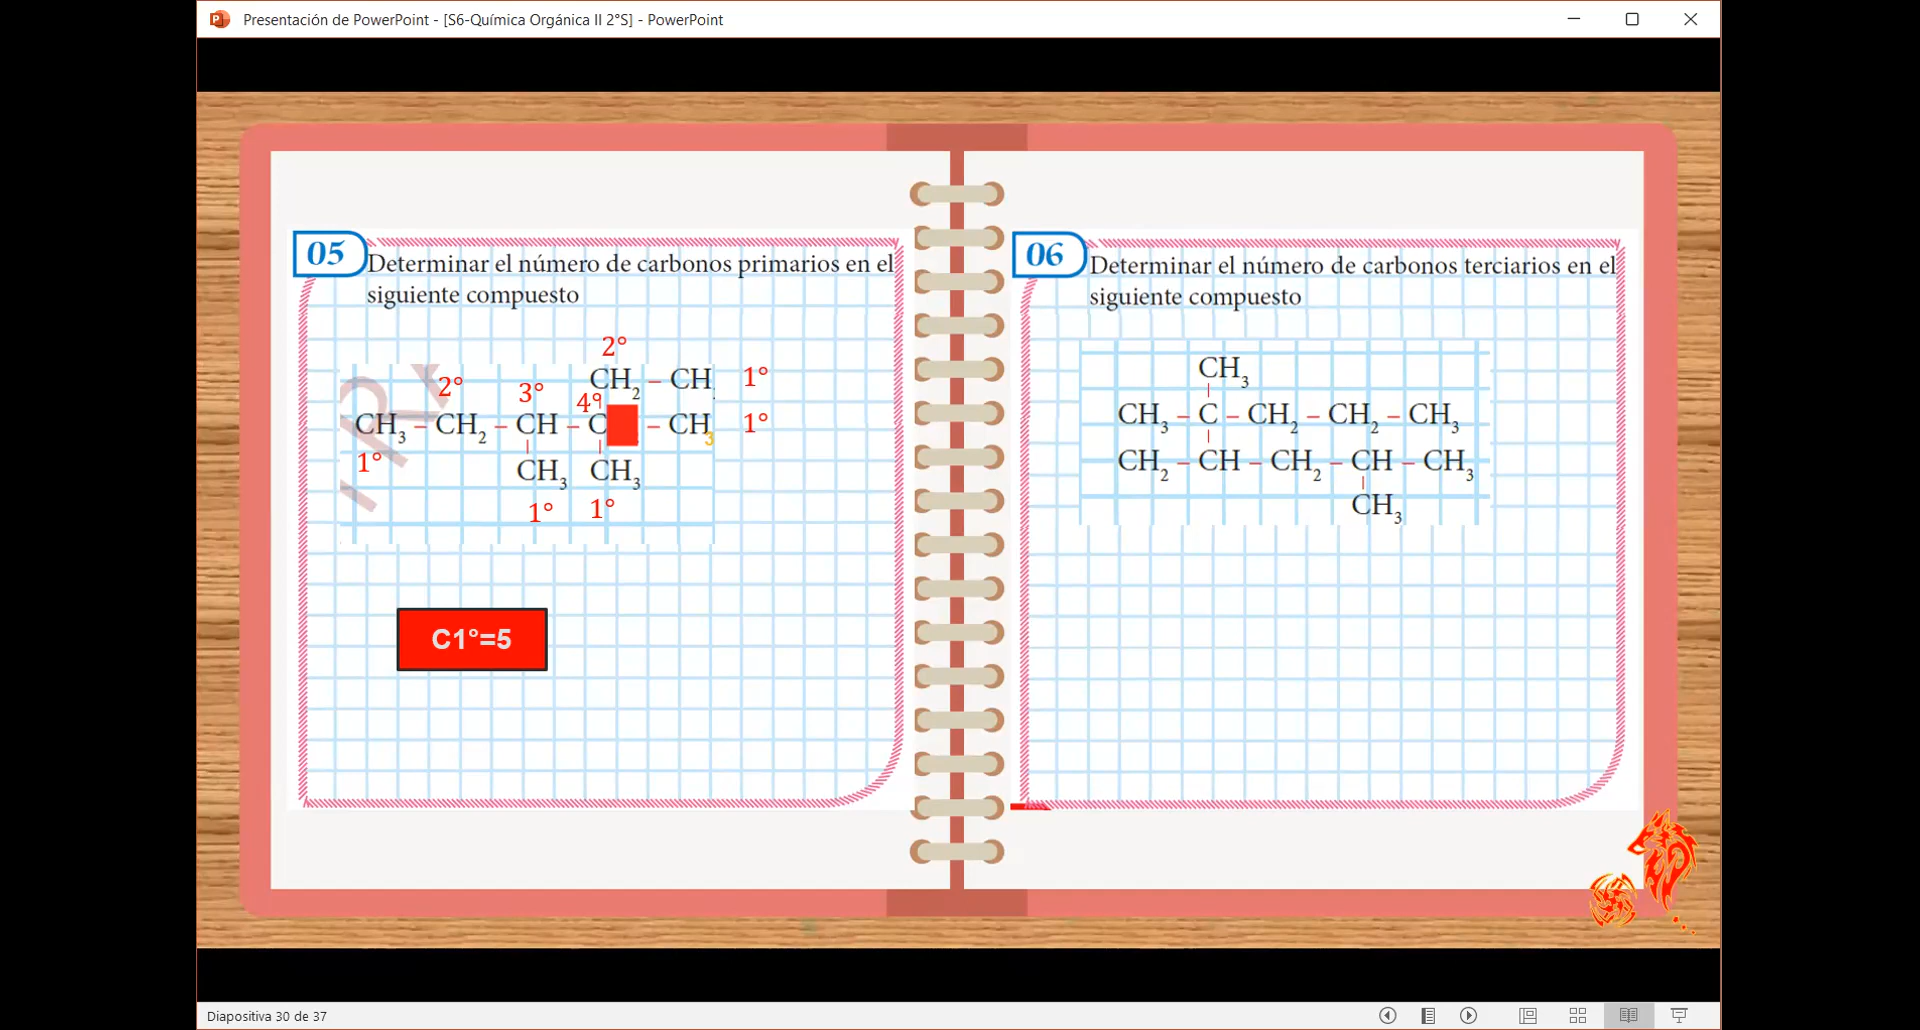 Presentación de PowerPoint - [S6-Química Orgánica II 2°S] - PowerPoint
05
Determinar el número de carbonos primarios en el
siguiente compuesto
2°
CH₂ – CH 1°
2° 3° 4°
CH₃ – CH₂ – CH – C – CH₃ 1°
1°
CH₃ CH₃
1° 1°
C1°=5
06
Determinar el número de carbonos terciarios en el
siguiente compuesto
CH₃
CH₃ – C – CH₂ – CH₂ – CH₃
CH₂ – CH – CH₂ – CH – CH₃
CH₃
Diapositiva 30 de 37